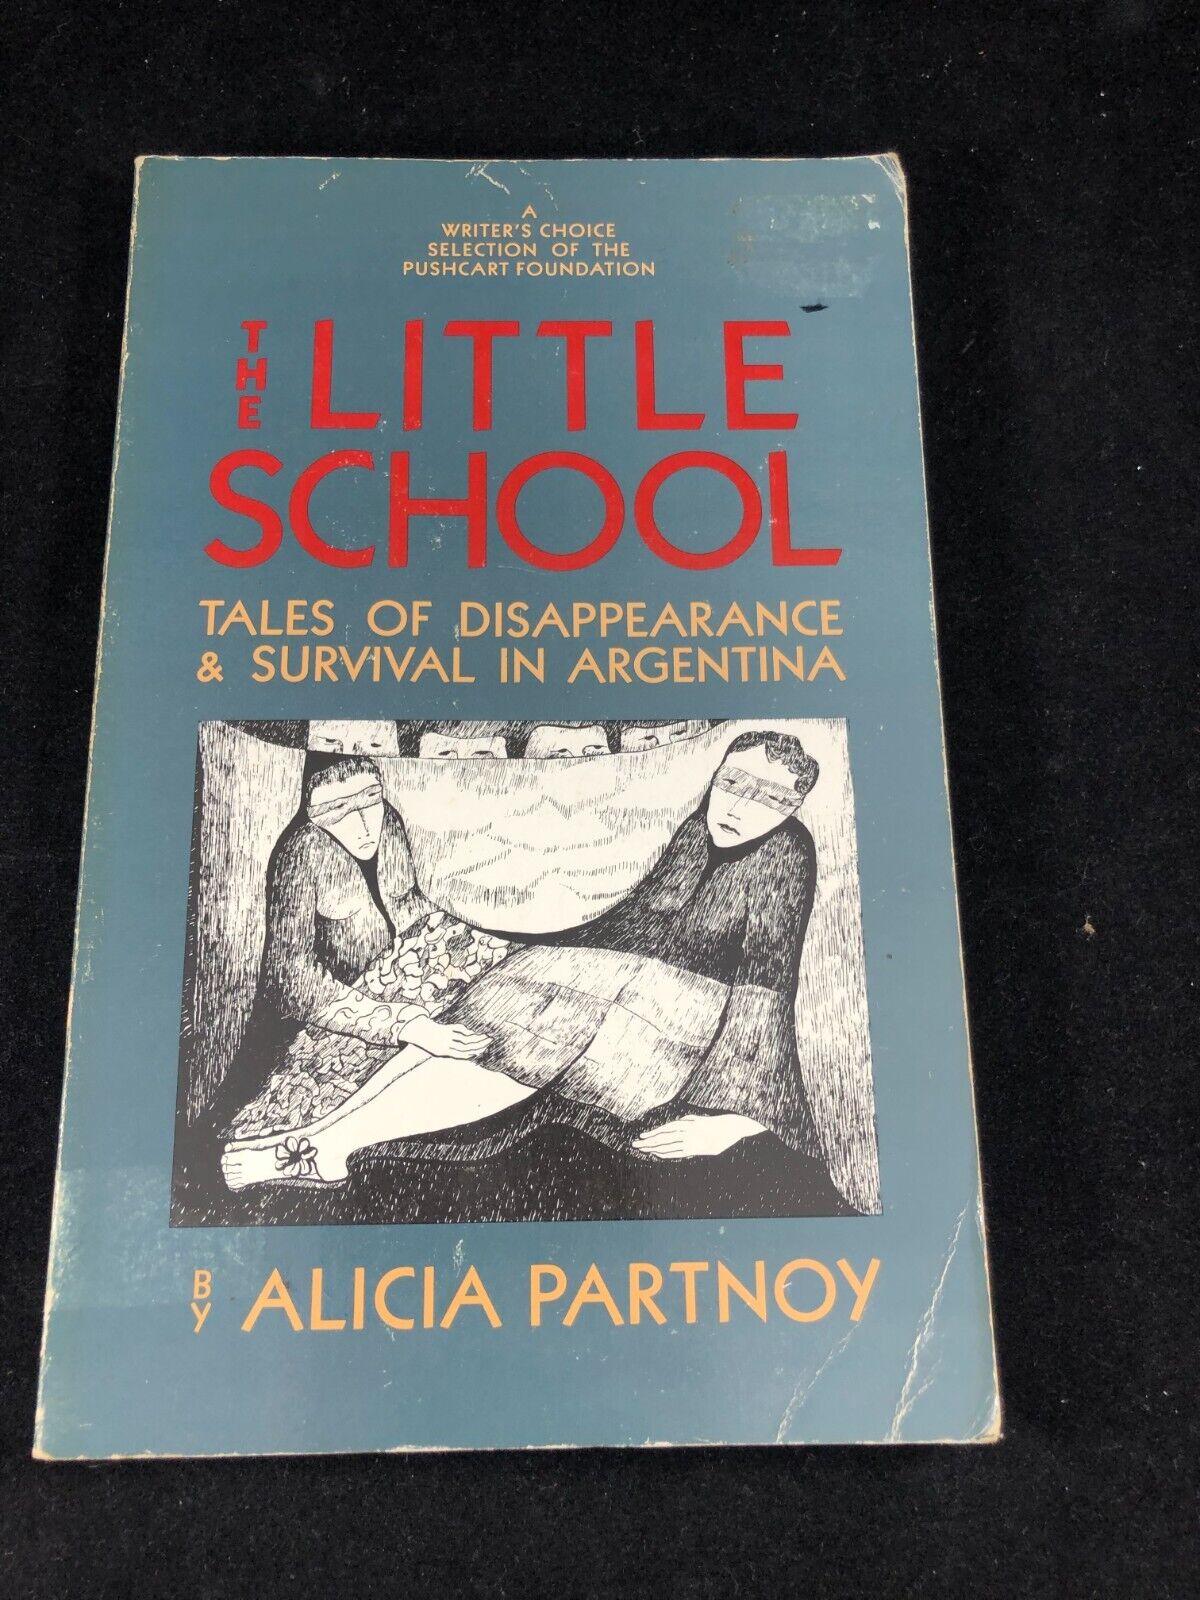 A
WRITER'S CHOICE
SELECTION OF THE
PUSHCART FOUNDATION
THE LITTLE
SCHOOL
TALES OF DISAPPEARANCE
& SURVIVAL IN ARGENTINA
BY ALICIA PARTNOY